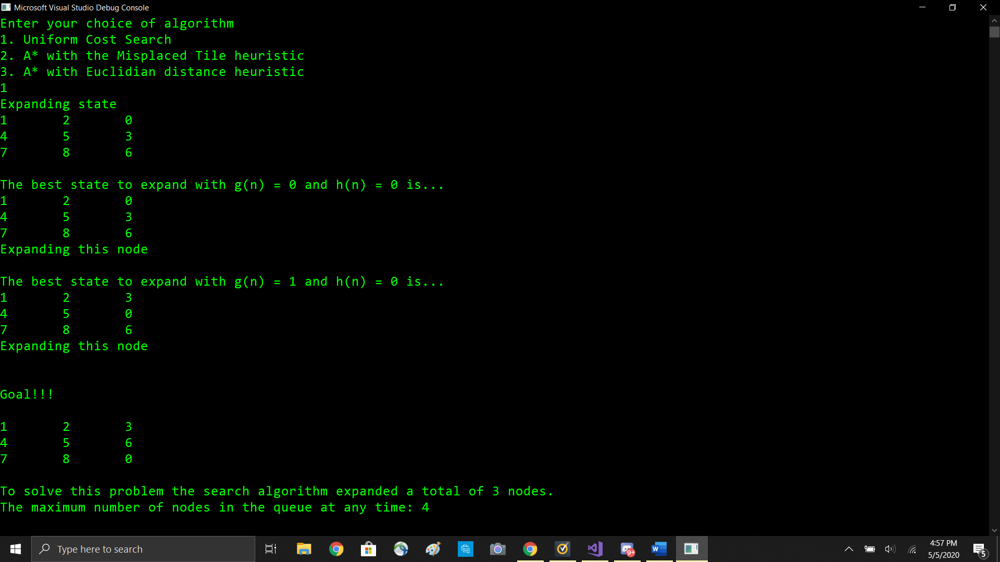 Microsoft Visual Studio Debug Console
Enter your choice of algorithm
1. Uniform Cost Search
2. A* with the Misplaced Tile heuristic
3. A* with Euclidian distance heuristic
1
Expanding state
1 2 0
4 5 3
7 8 6
The best state to expand with g(n) = 0 and h(n) = 0 is...
1 2 0
4 5 3
7 8 6
Expanding this node
The best state to expand with g(n) = 1 and h(n) = 0 is...
1 2 3
4 5 0
7 8 6
Expanding this node
Goal!!!
1 2 3
4 5 6
7 8 0
To solve this problem the search algorithm expanded a total of 3 nodes.
The maximum number of nodes in the queue at any time: 4
Type here to search
9+
W
4:57 PM
5/5/2020
5